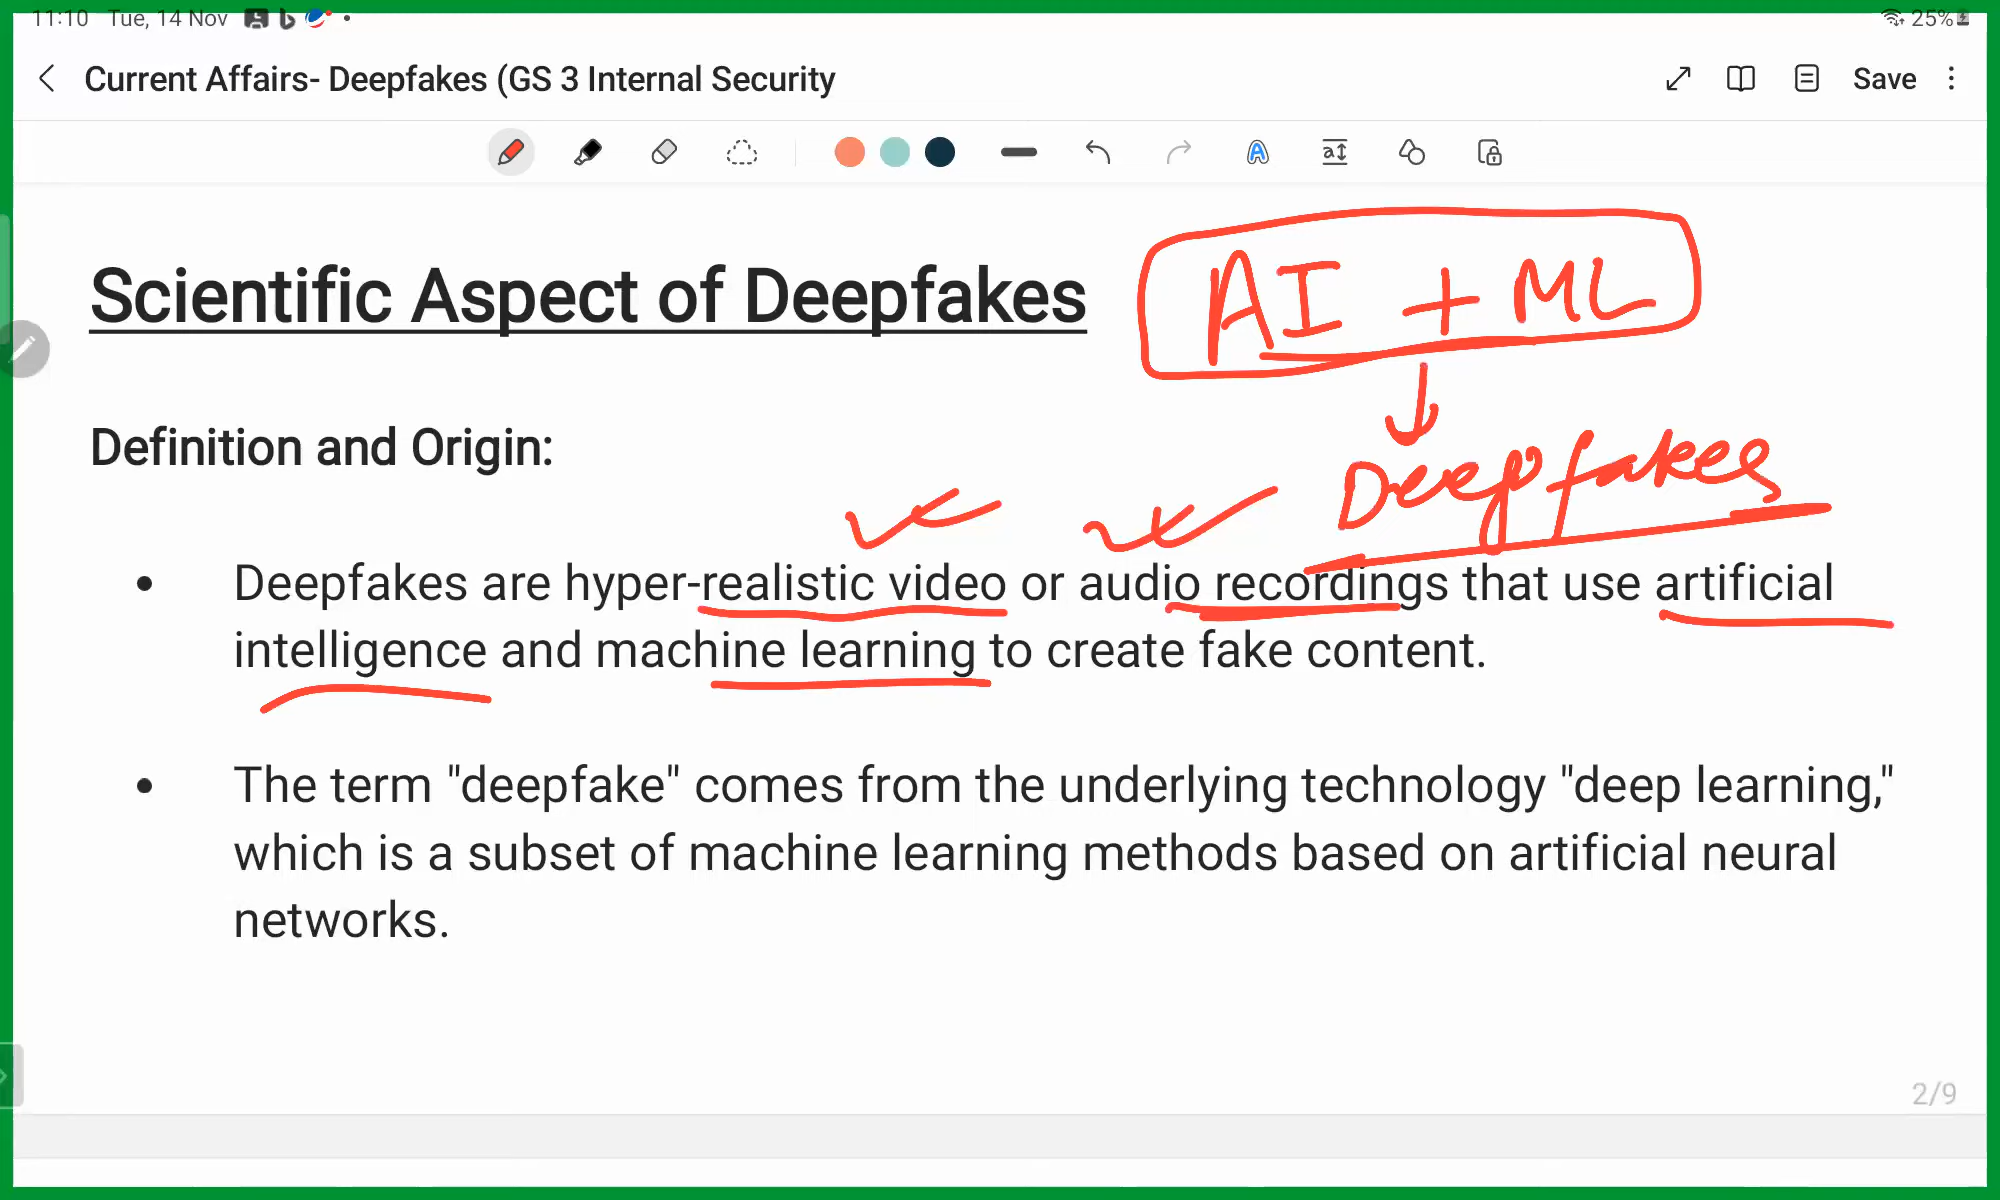 11:10 Tue, 14 Nov
25%
Current Affairs- Deepfakes (GS 3 Internal Security
Save
Scientific Aspect of Deepfakes
AI + ML
Deepfakes
Definition and Origin:
• Deepfakes are hyper-realistic video or audio recordings that use artificial
intelligence and machine learning to create fake content.
• The term "deepfake" comes from the underlying technology "deep learning,"
which is a subset of machine learning methods based on artificial neural
networks.
2/9